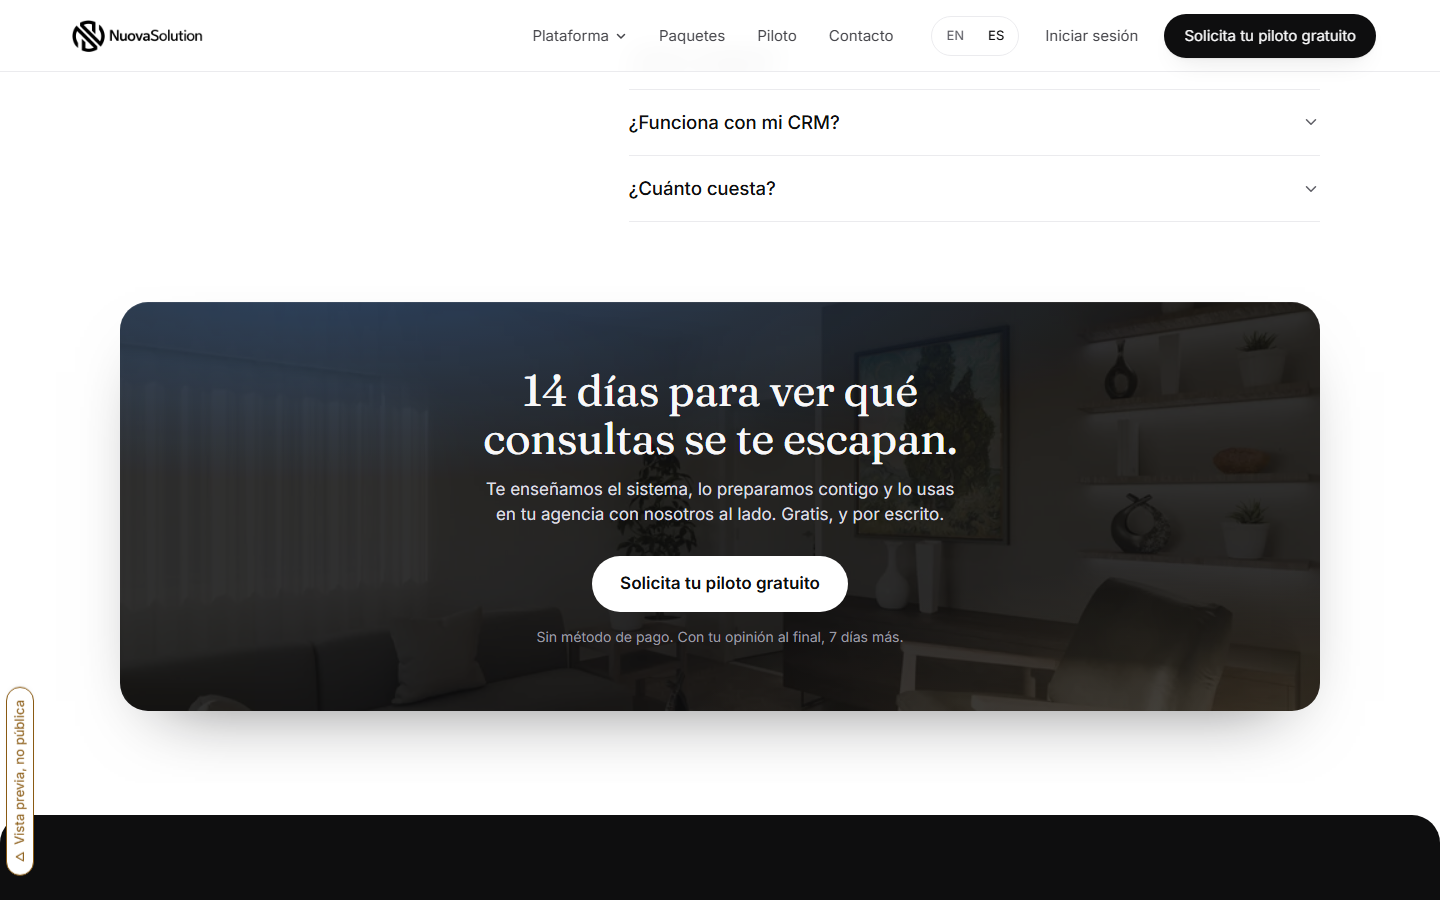 NuovaSolution
Plataforma
Paquetes
Piloto
Contacto
EN
ES
Iniciar sesión
Solicita tu piloto gratuito
¿Funciona con mi CRM?
¿Cuánto cuesta?
14 días para ver qué
consultas se te escapan.
Te enseñamos el sistema, lo preparamos contigo y lo usas
en tu agencia con nosotros al lado. Gratis, y por escrito.
Solicita tu piloto gratuito
Sin método de pago. Con tu opinión al final, 7 días más.
Vista previa, no pública